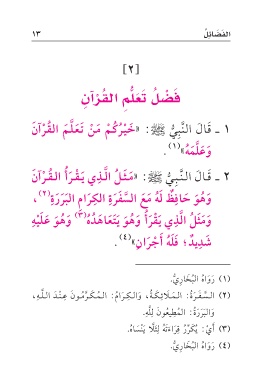 الفَضَائِلُ ١٣
[٢]
فَضْلُ تَعَلُّمِ القُرْآنِ
١ ـ قَالَ النَّبِيُّ ﷺ: «خَيْرُكُمْ مَنْ تَعَلَّمَ القُرْآنَ
وَعَلَّمَهُ»(١).
٢ ـ قَالَ النَّبِيُّ ﷺ: «مَثَلُ الَّذِي يَقْرَأُ القُرْآنَ
وَهُوَ حَافِظٌ لَهُ مَعَ السَّفَرَةِ الكِرَامِ البَرَرَةِ(٢)،
وَمَثَلُ الَّذِي يَقْرَأُ وَهُوَ يَتَعَاهَدُهُ(٣) وَهُوَ عَلَيْهِ
شَدِيدٌ؛ فَلَهُ أَجْرَانِ»(٤).
(١) رَوَاهُ البُخَارِيُّ.
(٢) السَّفَرَةُ: المَلَائِكَةُ، وَالكِرَامُ: المُكَرَّمُونَ عِنْدَ اللَّهِ،
وَالبَرَرَةُ: المُطِيعُونَ لِلَّهِ.
(٣) أَيْ: يُكَرِّرُ قِرَاءَتَهُ لِئَلَّا يَنْسَاهُ.
(٤) رَوَاهُ البُخَارِيُّ.